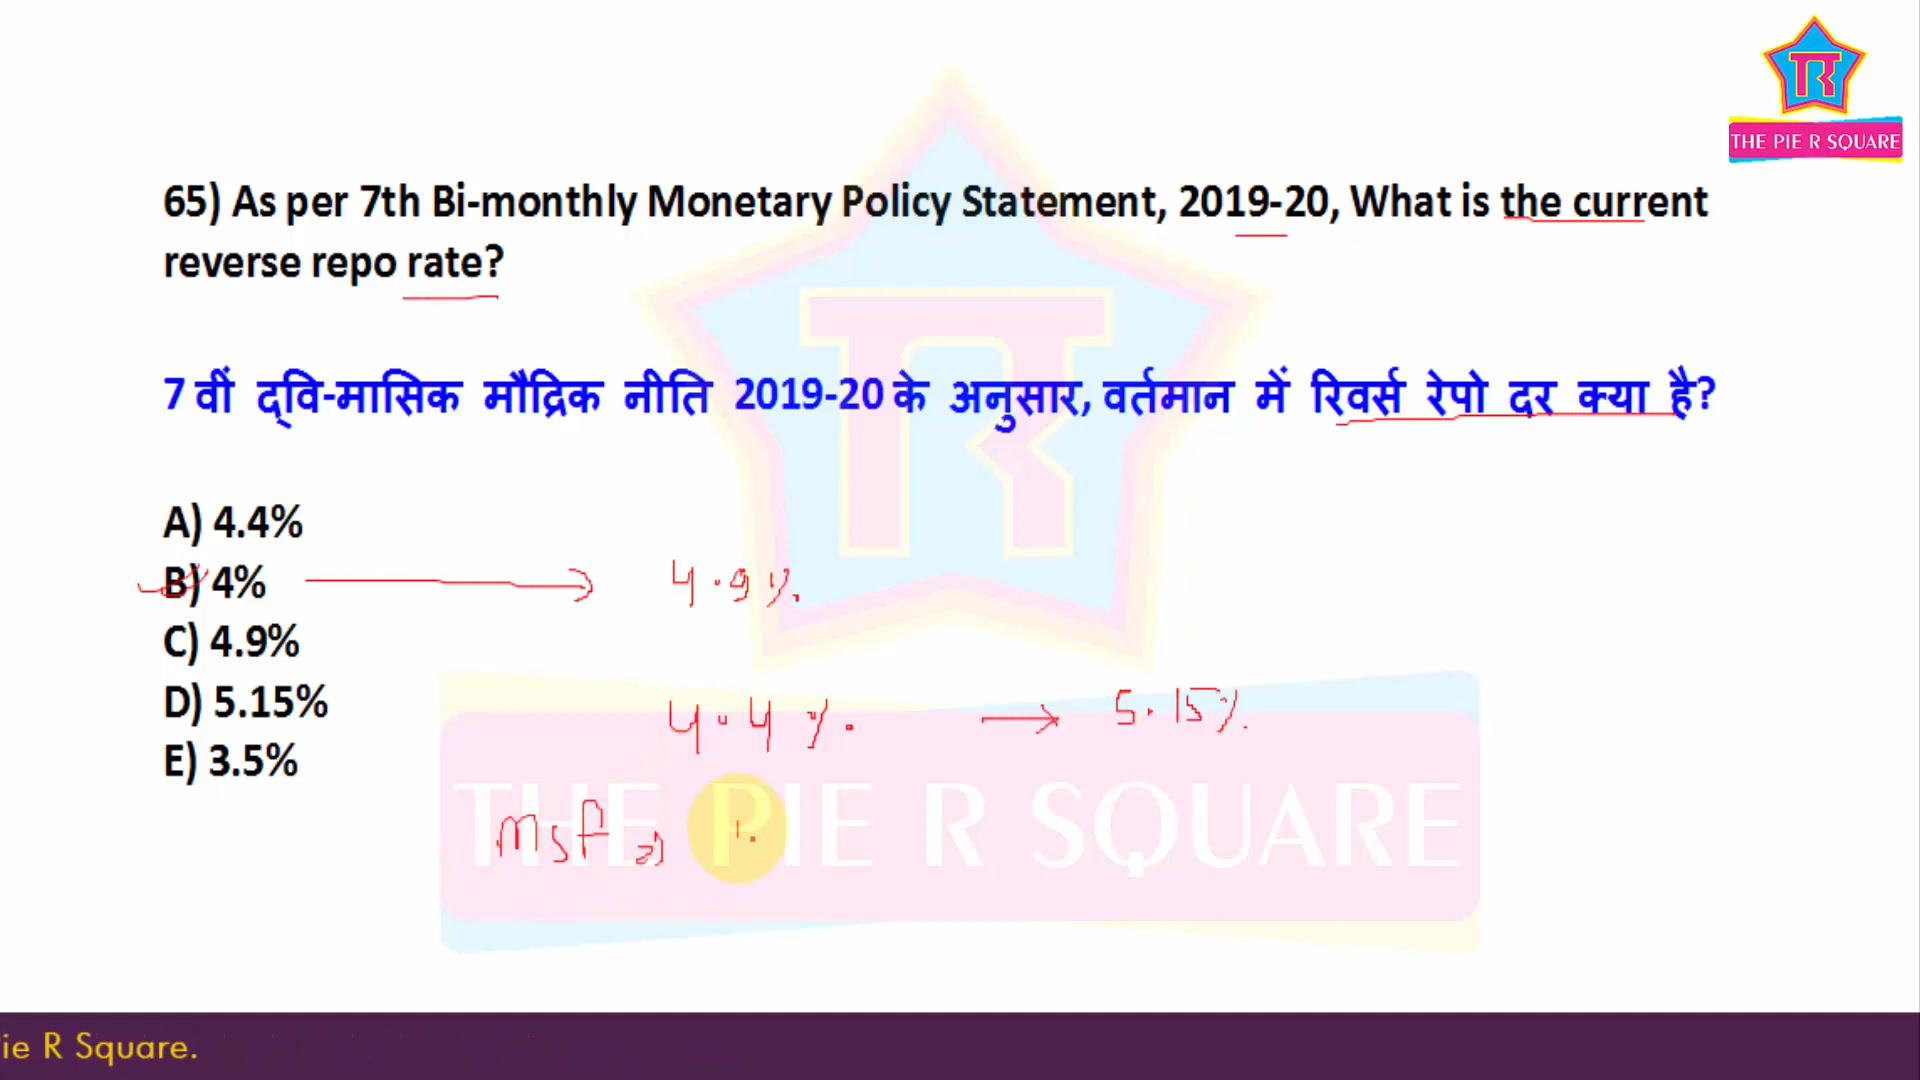 THE PIE R SQUARE
65) As per 7th Bi-monthly Monetary Policy Statement, 2019-20, What is the current
reverse repo rate?
7 वीं द्वि-मासिक मौद्रिक नीति 2019-20 के अनुसार, वर्तमान में रिवर्स रेपो दर क्या है?
A) 4.4%
B) 4% 4.9%.
C) 4.9%
D) 5.15% 4.4%. → 5.15%.
E) 3.5%
THE PIE R SQUARE
MSF
ie R Square.